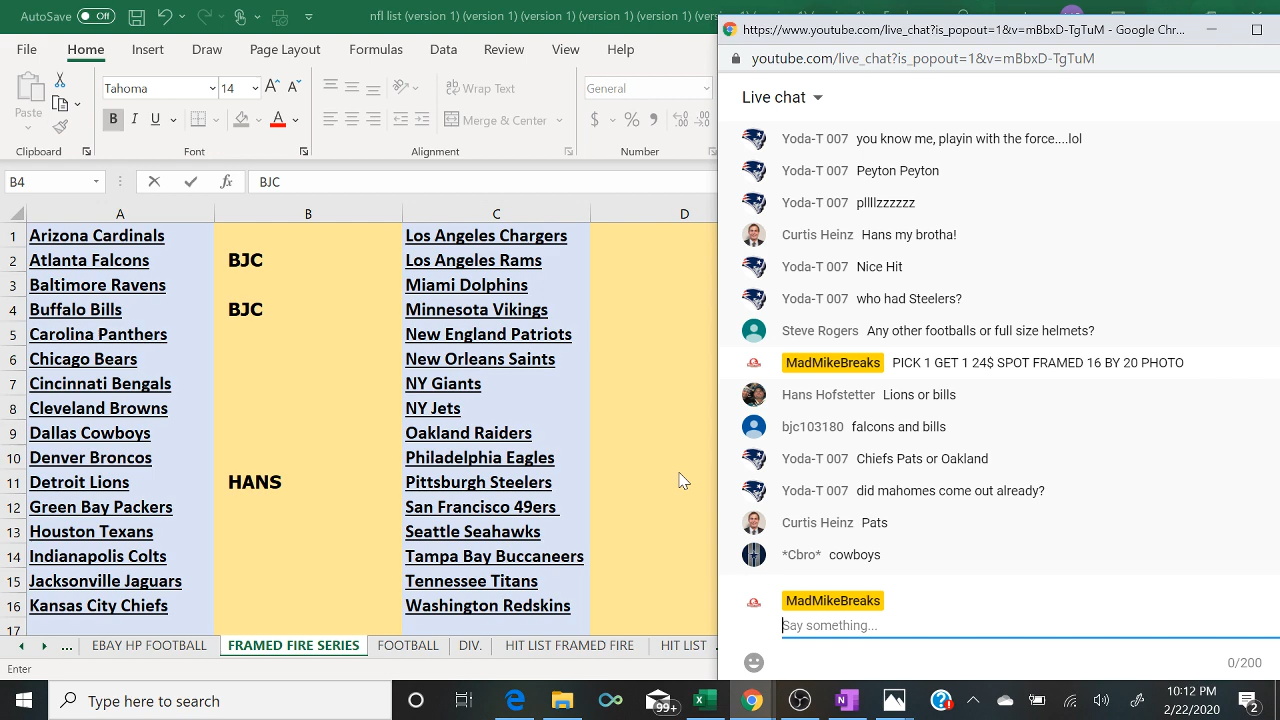 AutoSave Off nfl list (version 1) (version 1) (version 1) (version 1)
https://www.youtube.com/live_chat?is_popout=1&v=mBbxD-TgTuM - Google Chr...
youtube.com/live_chat?is_popout=1&v=mBbxD-TgTuM
File Home Insert Draw Page Layout Formulas Data Review View Help
Paste
Tahoma 14
B I U A
Wrap Text
Merge & Center
General
$ %
Clipboard Font Alignment Number
B4 fx BJC
A B C D
1 Arizona Cardinals Los Angeles Chargers
2 Atlanta Falcons BJC Los Angeles Rams
3 Baltimore Ravens Miami Dolphins
4 Buffalo Bills BJC Minnesota Vikings
5 Carolina Panthers New England Patriots
6 Chicago Bears New Orleans Saints
7 Cincinnati Bengals NY Giants
8 Cleveland Browns NY Jets
9 Dallas Cowboys Oakland Raiders
10 Denver Broncos Philadelphia Eagles
11 Detroit Lions HANS Pittsburgh Steelers
12 Green Bay Packers San Francisco 49ers
13 Houston Texans Seattle Seahawks
14 Indianapolis Colts Tampa Bay Buccaneers
15 Jacksonville Jaguars Tennessee Titans
16 Kansas City Chiefs Washington Redskins
17
... EBAY HP FOOTBALL FRAMED FIRE SERIES FOOTBALL DIV. HIT LIST FRAMED FIRE HIT LIST ...
Enter
Live chat
Yoda-T 007 you know me, playin with the force....lol
Yoda-T 007 Peyton Peyton
Yoda-T 007 pllllzzzzzz
Curtis Heinz Hans my brotha!
Yoda-T 007 Nice Hit
Yoda-T 007 who had Steelers?
Steve Rogers Any other footballs or full size helmets?
MadMikeBreaks PICK 1 GET 1 24$ SPOT FRAMED 16 BY 20 PHOTO
Hans Hofstetter Lions or bills
bjc103180 falcons and bills
Yoda-T 007 Chiefs Pats or Oakland
Yoda-T 007 did mahomes come out already?
Curtis Heinz Pats
*Cbro* cowboys
MadMikeBreaks
Say something...
0/200
Type here to search
99+
10:12 PM
2/22/2020
2